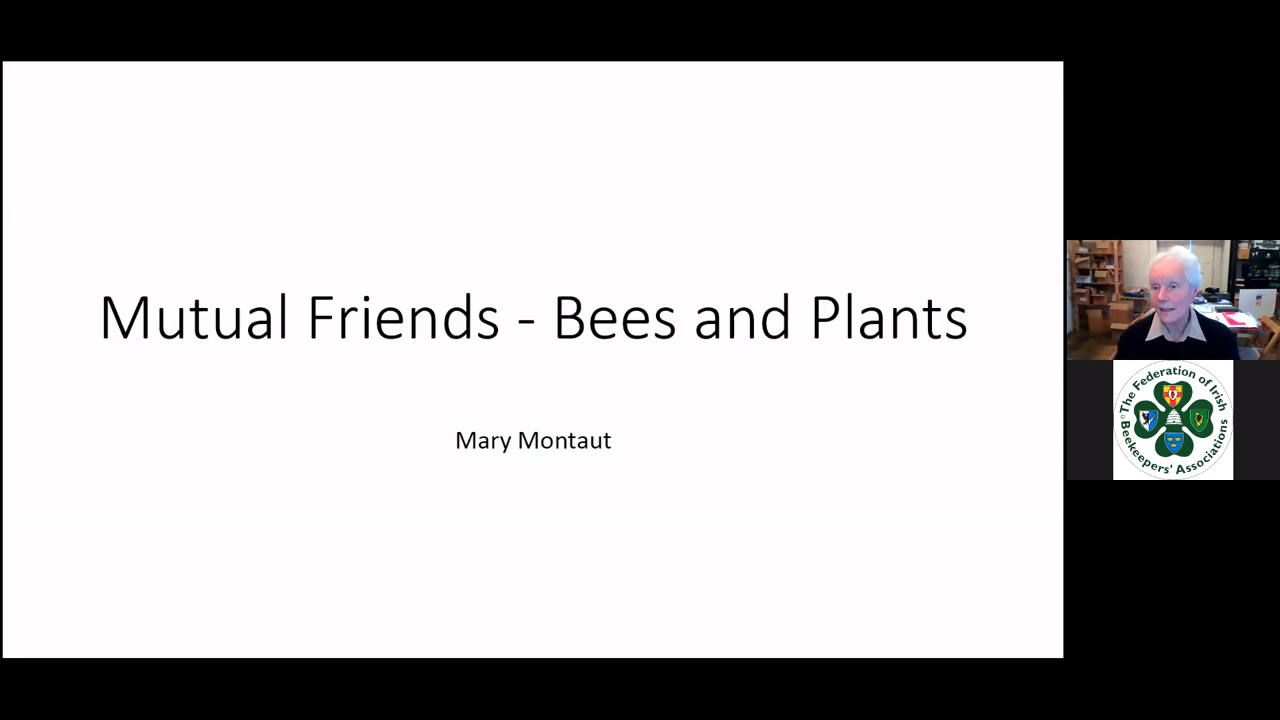 Mutual Friends - Bees and Plants
Mary Montaut
The Federation of Irish
Beekeepers' Associations